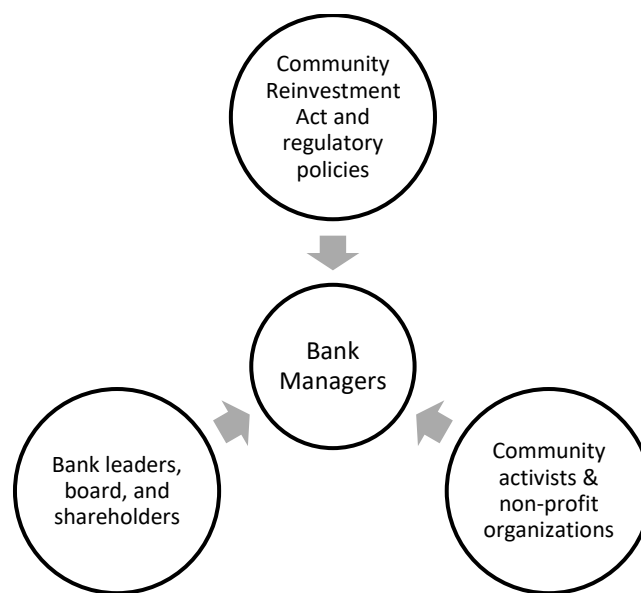 Community
Reinvestment
Act and
regulatory
policies
Bank
Managers
Bank leaders,
board, and
shareholders
Community
activists &
non-profit
organizations